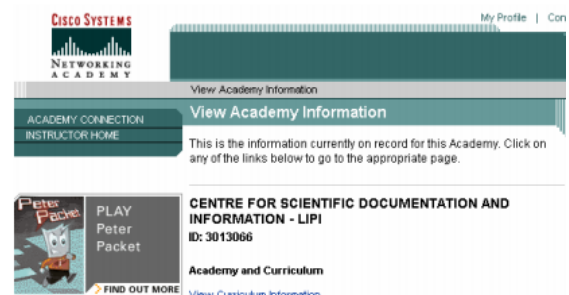 CISCO SYSTEMS
NETWORKING
ACADEMY
My Profile | Con
View Academy Information
ACADEMY CONNECTION
INSTRUCTOR HOME
View Academy Information
This is the information currently on record for this Academy. Click on
any of the links below to go to the appropriate page.
Peter
Packet
PLAY
Peter
Packet
FIND OUT MORE
CENTRE FOR SCIENTIFIC DOCUMENTATION AND
INFORMATION - LIPI
ID: 3013066
Academy and Curriculum
View Curriculum Information